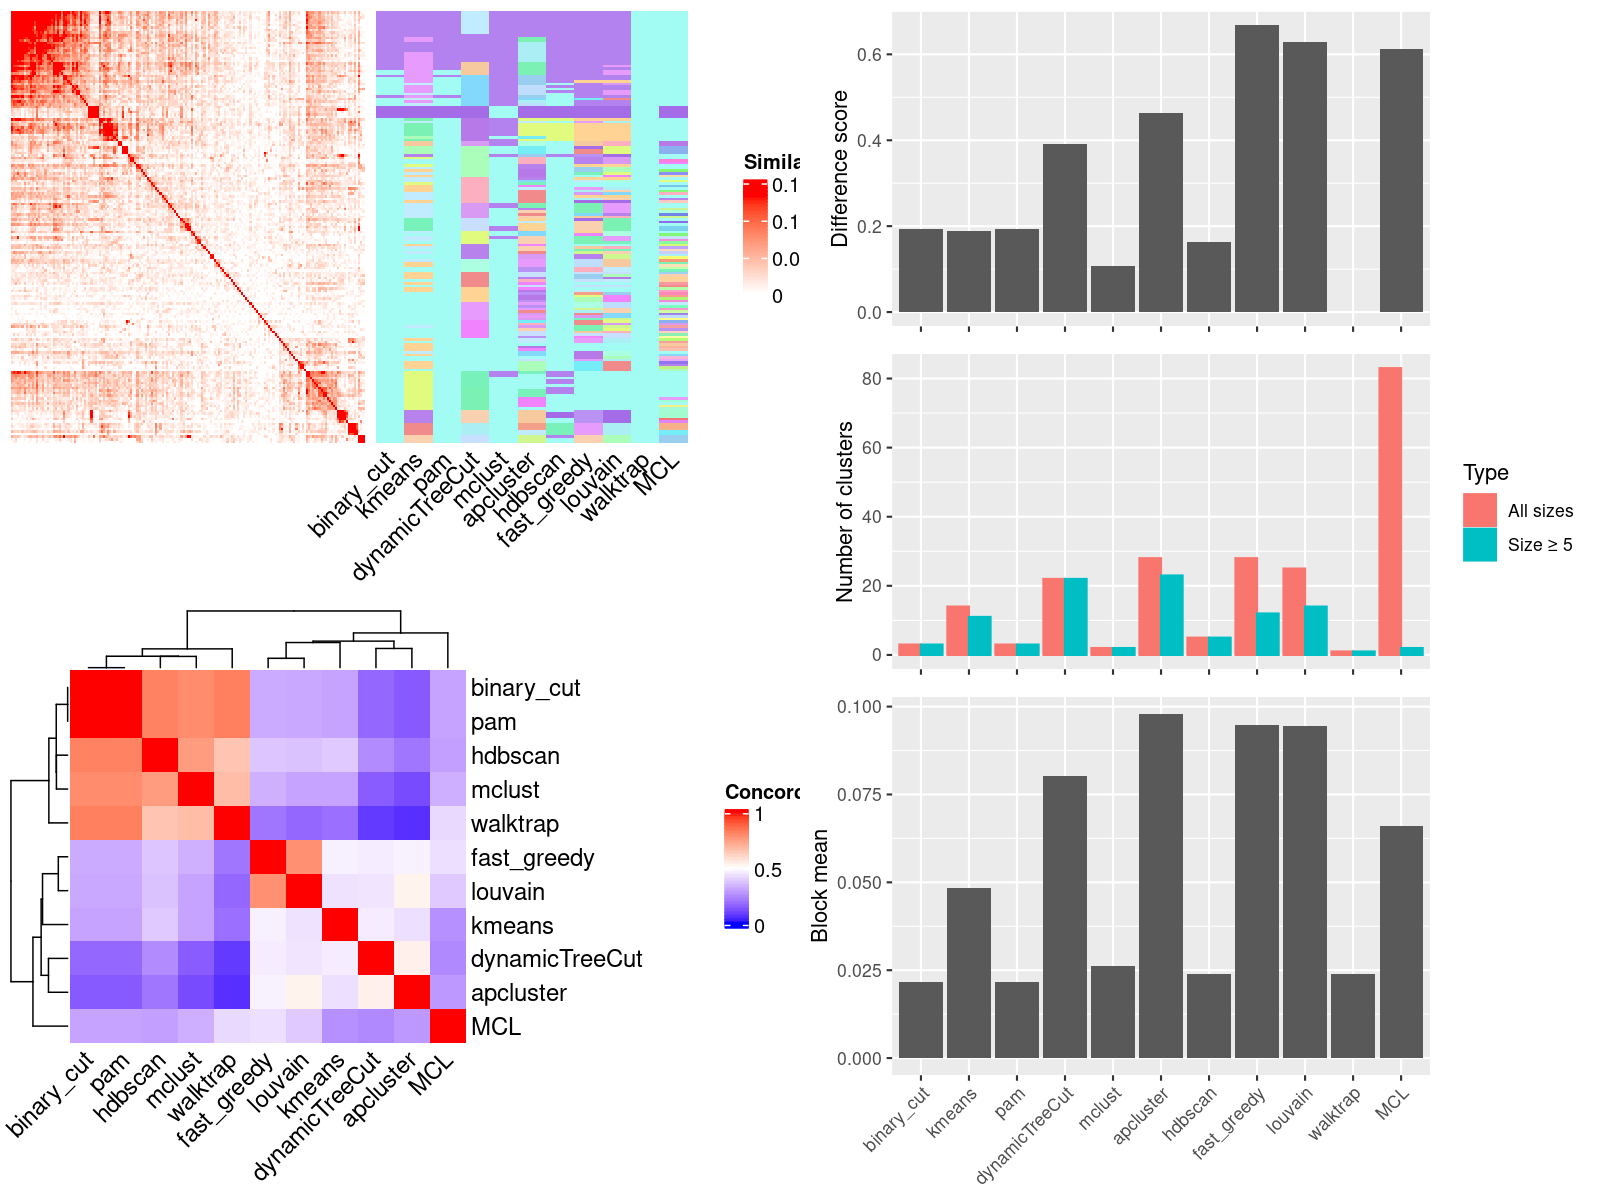 Simila
0.1
0.1
0.0
0
binary_cut
kmeans
pam
dynamicTreeCut
mclust
apcluster
hdbscan
fast_greedy
louvain
walktrap
MCL
binary_cut
pam
hdbscan
mclust
walktrap
fast_greedy
louvain
kmeans
dynamicTreeCut
apcluster
MCL
binary_cut
pam
hdbscan
mclust
walktrap
fast_greedy
louvain
kmeans
dynamicTreeCut
apcluster
MCL
Concord
1
0.5
0
Difference score
0.6
0.4
0.2
0.0
Number of clusters
80
60
40
20
0
Type
All sizes
Size ≥ 5
Block mean
0.100
0.075
0.050
0.025
0.000
binary_cut
kmeans
pam
dynamicTreeCut
mclust
apcluster
hdbscan
fast_greedy
louvain
walktrap
MCL